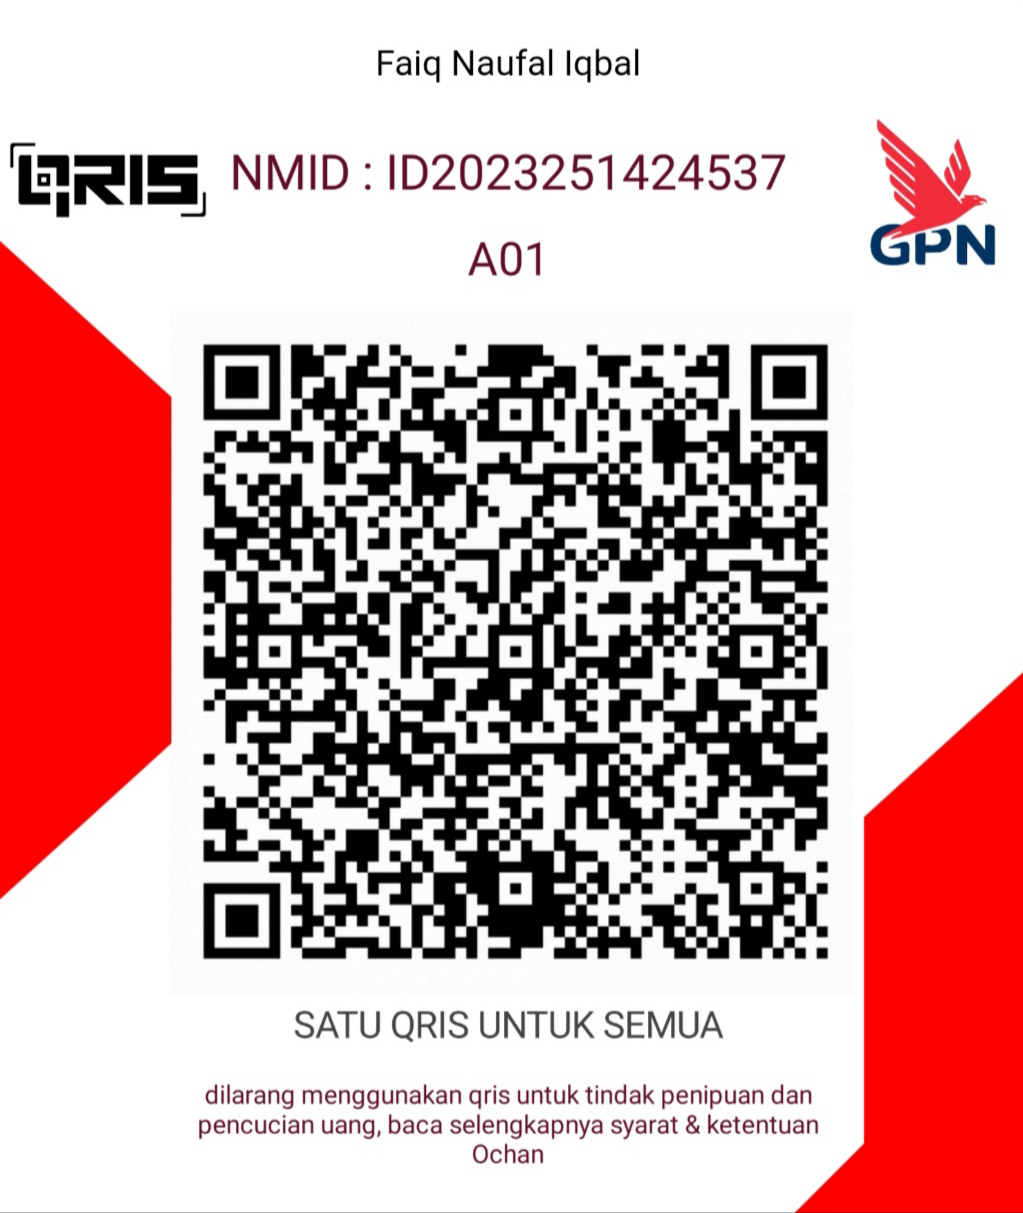 Faiq Naufal Iqbal
QRIS
NMID : ID2023251424537
GPN
A01
SATU QRIS UNTUK SEMUA
dilarang menggunakan qris untuk tindak penipuan dan
pencucian uang, baca selengkapnya syarat & ketentuan
Ochan